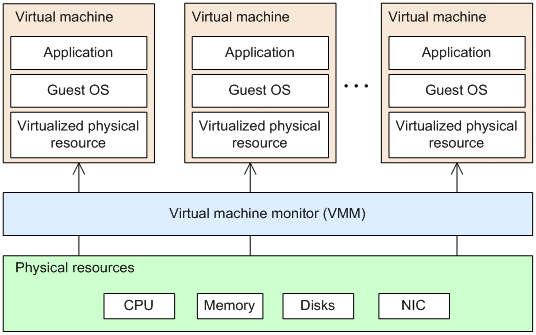 Virtual machine
Virtual machine
Virtual machine
Application
Application
Application
Guest OS
Guest OS
...
Guest OS
Virtualized physical
resource
Virtualized physical
resource
Virtualized physical
resource
Virtual machine monitor (VMM)
Physical resources
CPU
Memory
Disks
NIC